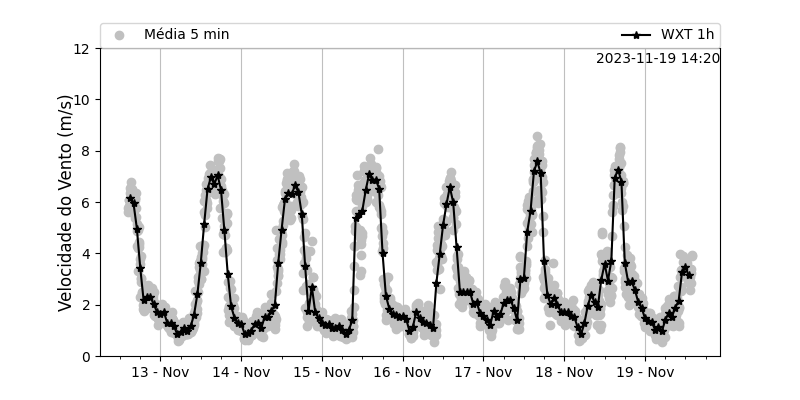 Média 5 min
WXT 1h
2023-11-19 14:20
Velocidade do Vento (m/s)
12
10
8
6
4
2
0
13 - Nov
14 - Nov
15 - Nov
16 - Nov
17 - Nov
18 - Nov
19 - Nov